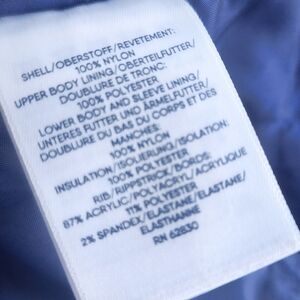 SHELL/OBERSTOFF/REVETEMENT:
100% NYLON
UPPER BODY LINING/OBERTEILFUTTER/
DOUBLURE DE TRONC:
100% POLYESTER
LOWER BODY AND SLEEVE LINING/
UNTERES FUTTER UND ÄRMELFUTTER/
DOUBLURE DU BAS DU CORPS ET DES
MANCHES:
100% NYLON
INSULATION/ISOLIERUNG/ISOLATION:
100% POLYESTER
RIB/RIPPSTRICK/BORDS:
87% ACRYLIC/POLYACRYL/ACRYLIQUE
11% POLYESTER
2% SPANDEX/ELASTANE/ELASTANE/
ELASTHANNE
RN 62830